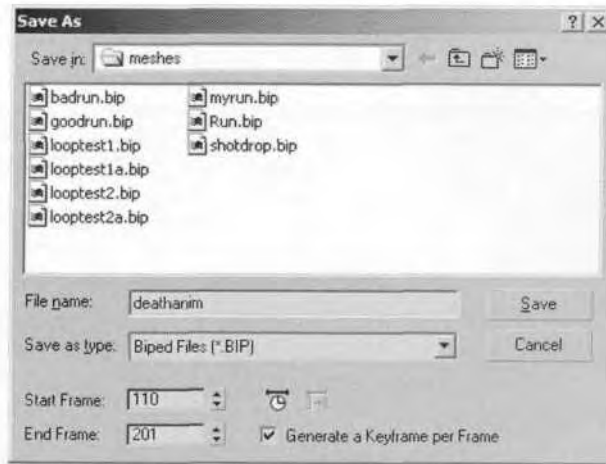 Save As
Save in: meshes
badrun.bip
goodrun.bip
looptest1.bip
looptest1a.bip
looptest2.bip
looptest2a.bip
myrun.bip
Run.bip
shotdrop.bip
File name: deathanim
Save
Save as type: Biped Files (*.BIP)
Cancel
Start Frame: 110
End Frame: 201
Generate a Keyframe per Frame